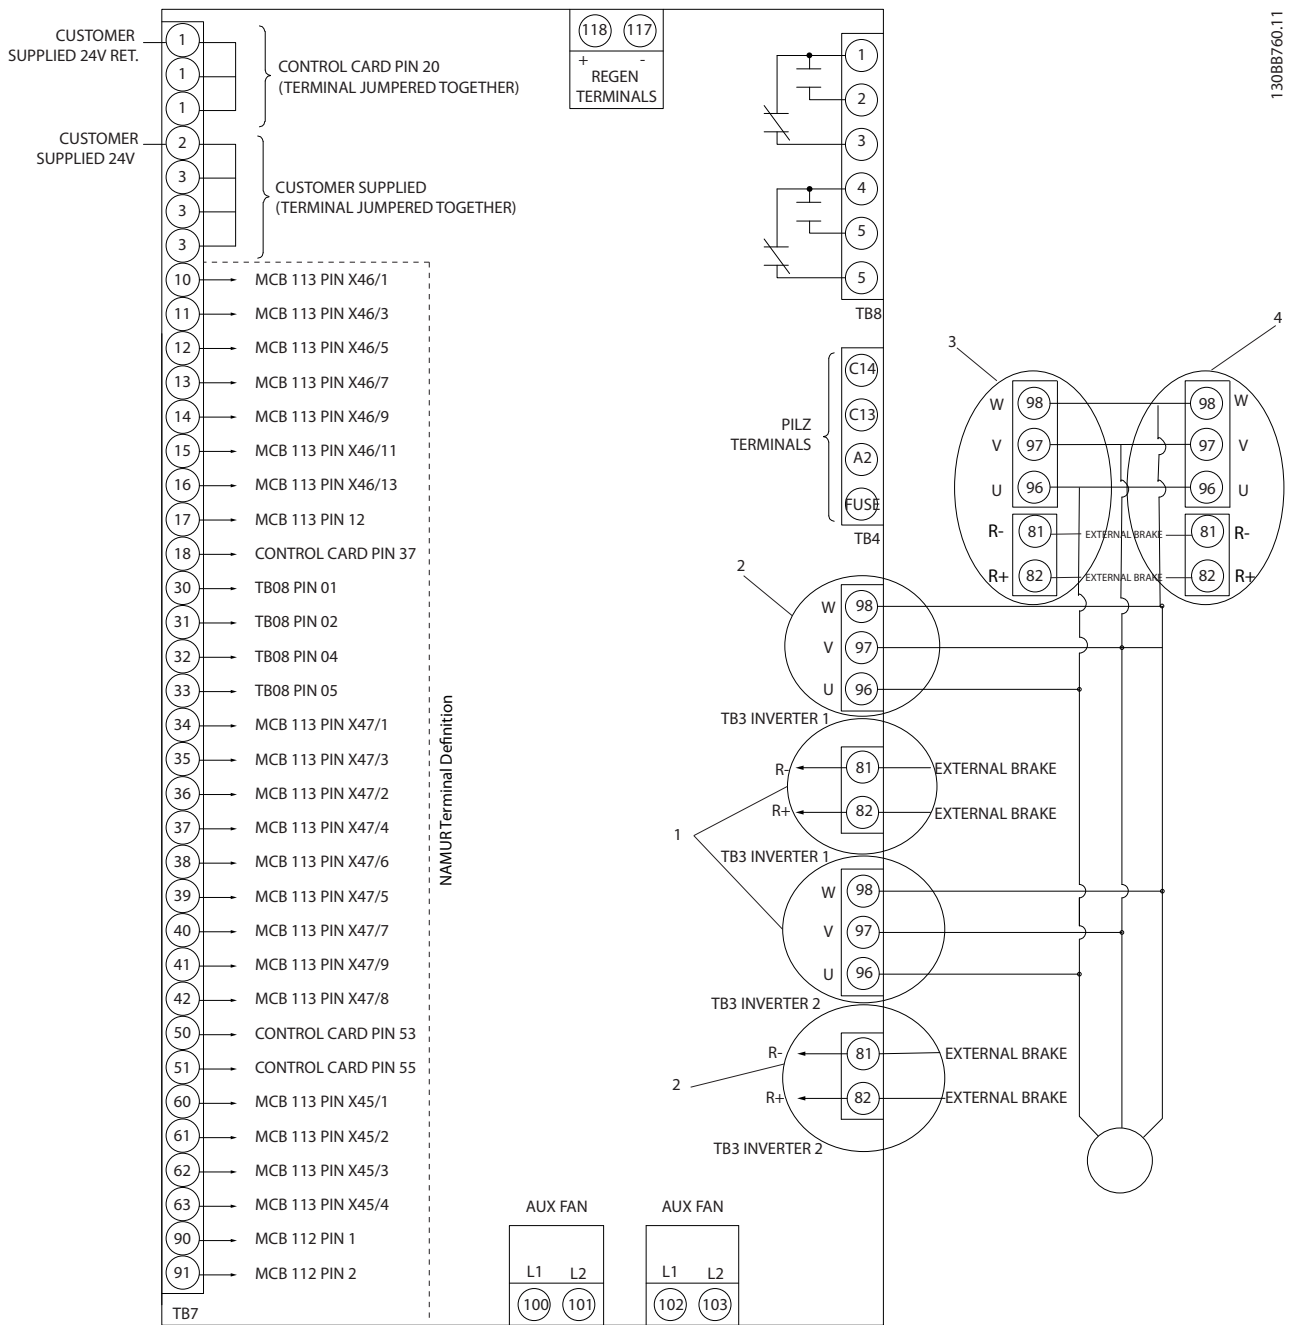 130BB760.11
CUSTOMER
SUPPLIED 24V RET.
1
1
1
CONTROL CARD PIN 20
(TERMINAL JUMPERED TOGETHER)
CUSTOMER
SUPPLIED 24V
2
3
3
3
CUSTOMER SUPPLIED
(TERMINAL JUMPERED TOGETHER)
10 MCB 113 PIN X46/1
11 MCB 113 PIN X46/3
12 MCB 113 PIN X46/5
13 MCB 113 PIN X46/7
14 MCB 113 PIN X46/9
15 MCB 113 PIN X46/11
16 MCB 113 PIN X46/13
17 MCB 113 PIN 12
18 CONTROL CARD PIN 37
30 TB08 PIN 01
31 TB08 PIN 02
32 TB08 PIN 04
33 TB08 PIN 05
34 MCB 113 PIN X47/1
35 MCB 113 PIN X47/3
36 MCB 113 PIN X47/2
37 MCB 113 PIN X47/4
38 MCB 113 PIN X47/6
39 MCB 113 PIN X47/5
40 MCB 113 PIN X47/7
41 MCB 113 PIN X47/9
42 MCB 113 PIN X47/8
50 CONTROL CARD PIN 53
51 CONTROL CARD PIN 55
60 MCB 113 PIN X45/1
61 MCB 113 PIN X45/2
62 MCB 113 PIN X45/3
63 MCB 113 PIN X45/4
90 MCB 112 PIN 1
91 MCB 112 PIN 2
TB7
NAMUR Terminal Definition
118 117
+ -
REGEN
TERMINALS
1
2
3
4
5
5
TB8
PILZ
TERMINALS
C14
C13
A2
FUSE
TB4
2
W 98
V 97
U 96
TB3 INVERTER 1
1
R- 81 EXTERNAL BRAKE
R+ 82 EXTERNAL BRAKE
TB3 INVERTER 1
W 98
V 97
U 96
TB3 INVERTER 2
2
R- 81 EXTERNAL BRAKE
R+ 82 EXTERNAL BRAKE
TB3 INVERTER 2
3
4
W 98 98 W
V 97 97 V
U 96 96 U
R- 81 EXTERNAL BRAKE 81 R-
R+ 82 EXTERNAL BRAKE 82 R+
AUX FAN
L1 L2
100 101
AUX FAN
L1 L2
102 103